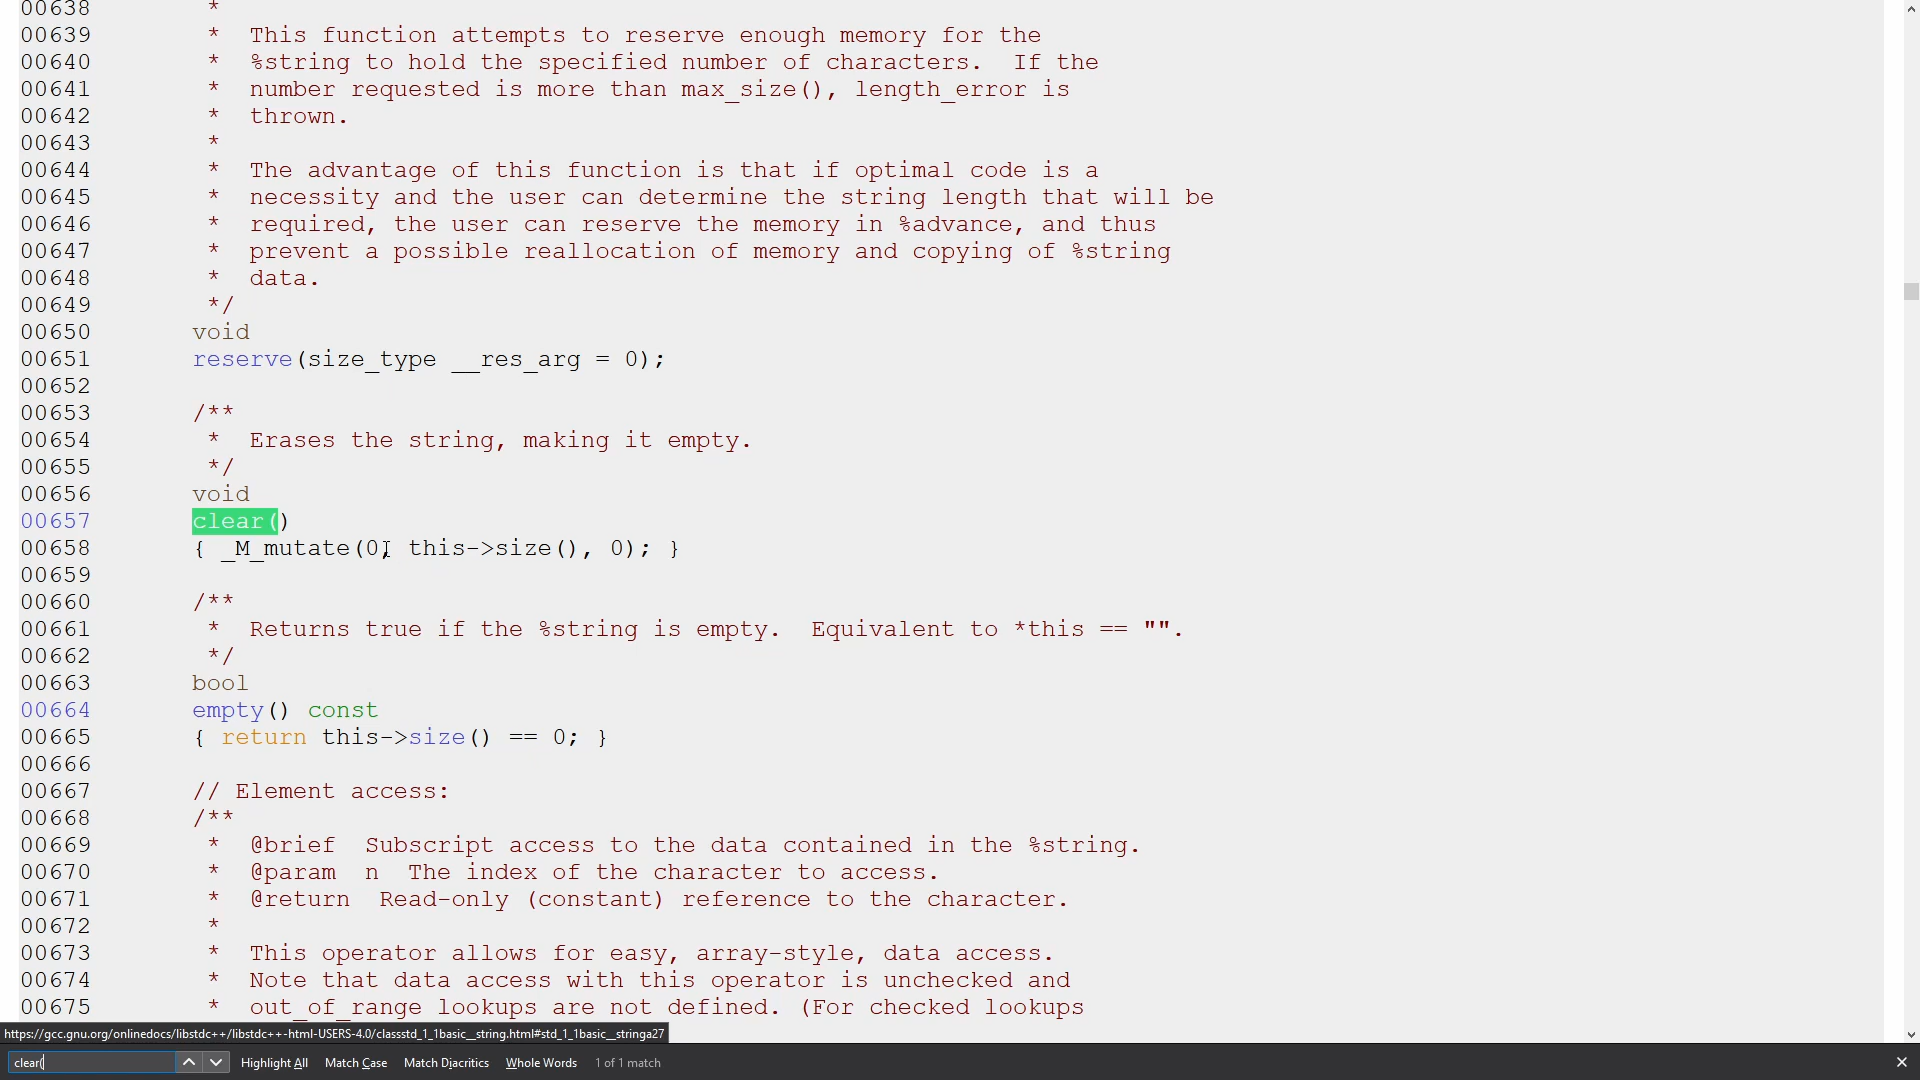 00638 *
00639 * This function attempts to reserve enough memory for the
00640 * %string to hold the specified number of characters. If the
00641 * number requested is more than max_size(), length_error is
00642 * thrown.
00643 *
00644 * The advantage of this function is that if optimal code is a
00645 * necessity and the user can determine the string length that will be
00646 * required, the user can reserve the memory in %advance, and thus
00647 * prevent a possible reallocation of memory and copying of %string
00648 * data.
00649 */
00650 void
00651 reserve(size_type __res_arg = 0);
00652
00653 /**
00654 * Erases the string, making it empty.
00655 */
00656 void
00657 clear()
00658 { _M_mutate(0, this->size(), 0); }
00659
00660 /**
00661 * Returns true if the %string is empty. Equivalent to *this == "".
00662 */
00663 bool
00664 empty() const
00665 { return this->size() == 0; }
00666
00667 // Element access:
00668 /**
00669 * @brief Subscript access to the data contained in the %string.
00670 * @param n The index of the character to access.
00671 * @return Read-only (constant) reference to the character.
00672 *
00673 * This operator allows for easy, array-style, data access.
00674 * Note that data access with this operator is unchecked and
00675 * out_of_range lookups are not defined. (For checked lookups
https://gcc.gnu.org/onlinedocs/libstdc++/libstdc++-html-USERS-4.0/classstd_1_1basic__string.html#std_1_1basic__stringa27
clear( Highlight All Match Case Match Diacritics Whole Words 1 of 1 match